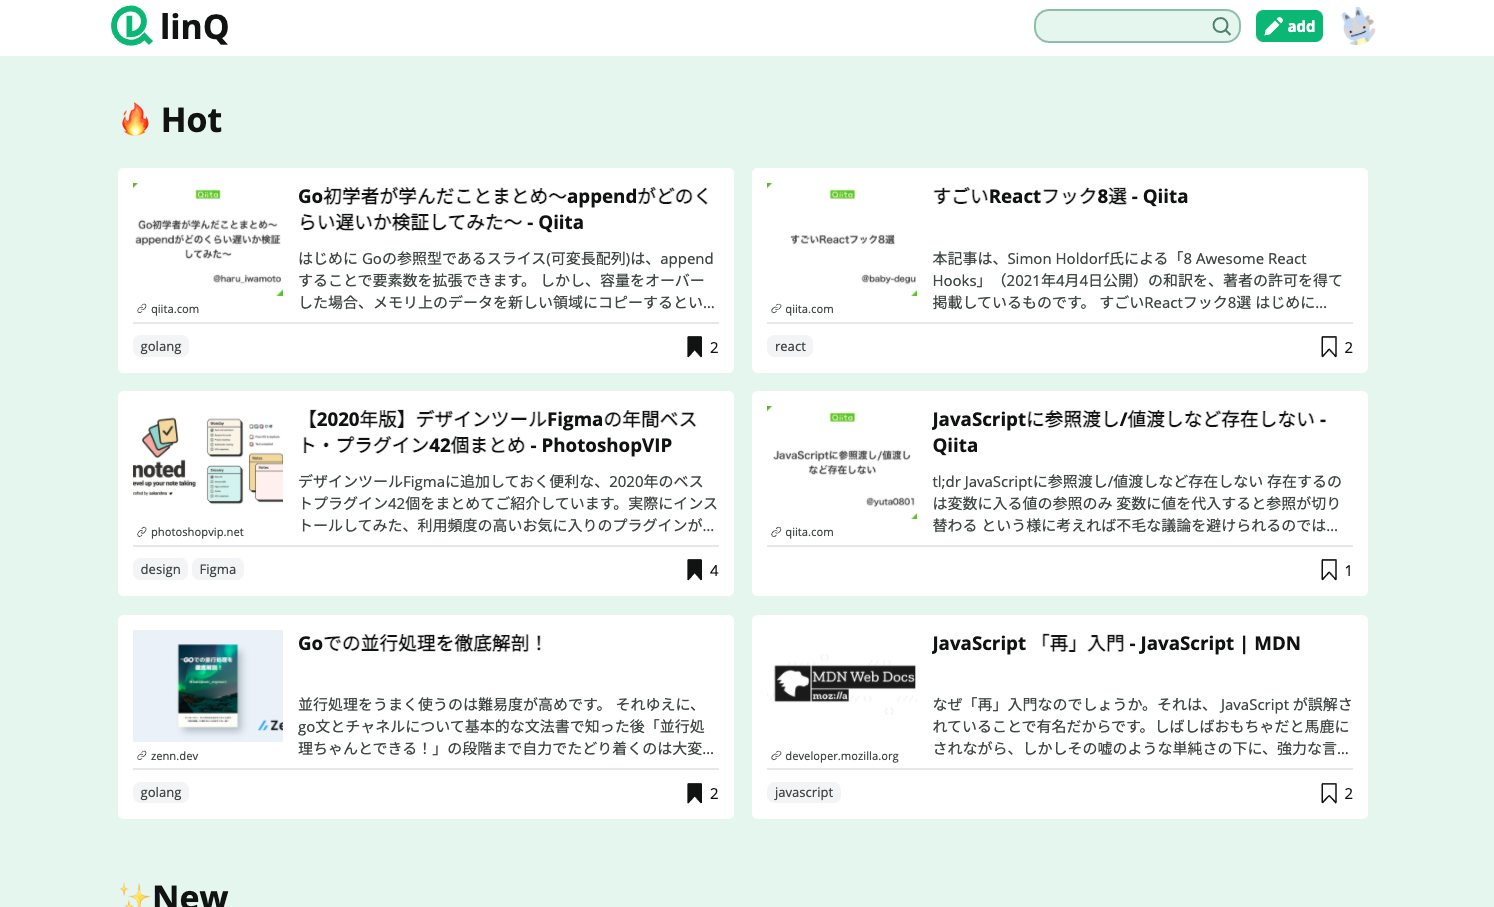 linQ
add
🔥 Hot
Qiita
Go初学者が学んだことまとめ〜
appendがどのくらい遅いか検証
してみた〜
@haru_iwamoto
qiita.com
Go初学者が学んだことまとめ〜appendがどのく
らい遅いか検証してみた〜 - Qiita
はじめに Goの参照型であるスライス(可変長配列)は、append
することで要素数を拡張できます。 しかし、容量をオーバー
した場合、メモリ上のデータを新しい領域にコピーするとい...
golang
2
Qiita
すごいReactフック8選
@baby-degu
qiita.com
すごいReactフック8選 - Qiita
本記事は、Simon Holdorf氏による「8 Awesome React
Hooks」（2021年4月4日公開）の和訳を、著者の許可を得て
掲載しているものです。 すごいReactフック8選 はじめに...
react
2
noted
evel up your note taking
photoshopvip.net
【2020年版】デザインツールFigmaの年間ベス
ト・プラグイン42個まとめ - PhotoshopVIP
デザインツールFigmaに追加しておく便利な、2020年のベス
トプラグイン42個をまとめてご紹介しています。実際にインス
トールしてみた、利用頻度の高いお気に入りのプラグインが...
design
Figma
4
Qiita
JavaScriptに参照渡し/値渡し
など存在しない
@yuta0801
qiita.com
JavaScriptに参照渡し/値渡しなど存在しない -
Qiita
tl;dr JavaScriptに参照渡し/値渡しなど存在しない 存在するの
は変数に入る値の参照のみ 変数に値を代入すると参照が切り
替わる という様に考えれば不毛な議論を避けられるのでは...
1
GOでの並行処理を
徹底解剖！
Ze
zenn.dev
Goでの並行処理を徹底解剖！
並行処理をうまく使うのは難易度が高めです。 それゆえに、
go文とチャネルについて基本的な文法書で知った後「並行処
理ちゃんとできる！」の段階まで自力でたどり着くのは大変...
golang
2
MDN Web Docs
moz://a
developer.mozilla.org
JavaScript 「再」入門 - JavaScript | MDN
なぜ「再」入門なのでしょうか。それは、 JavaScript が誤解さ
れていることで有名だからです。しばしばおもちゃだと馬鹿に
されながら、しかしその嘘のような単純さの下に、強力な言...
javascript
2
✨New